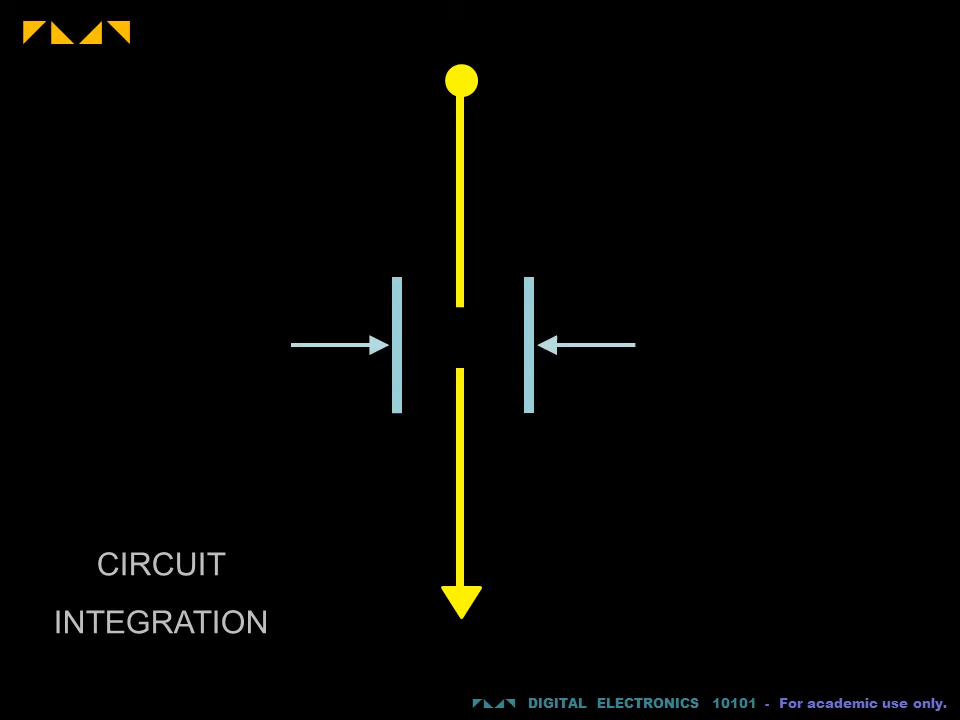 CIRCUIT
INTEGRATION
DIGITAL ELECTRONICS 10101 - For academic use only.